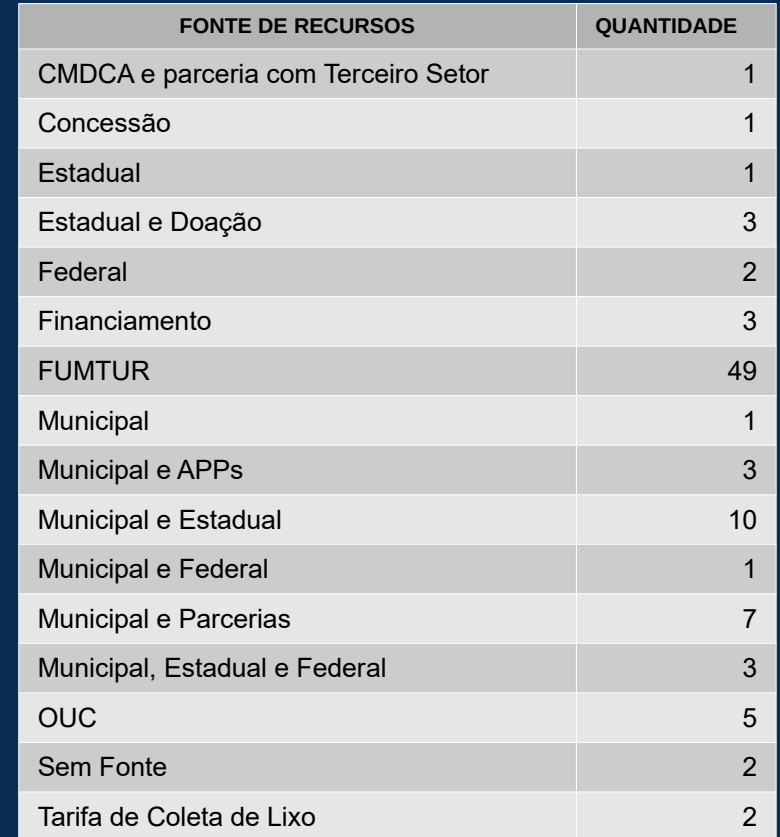 FONTE DE RECURSOS QUANTIDADE
CMDCA e parceria com Terceiro Setor 1
Concessão 1
Estadual 1
Estadual e Doação 3
Federal 2
Financiamento 3
FUMTUR 49
Municipal 1
Municipal e APPs 3
Municipal e Estadual 10
Municipal e Federal 1
Municipal e Parcerias 7
Municipal, Estadual e Federal 3
OUC 5
Sem Fonte 2
Tarifa de Coleta de Lixo 2